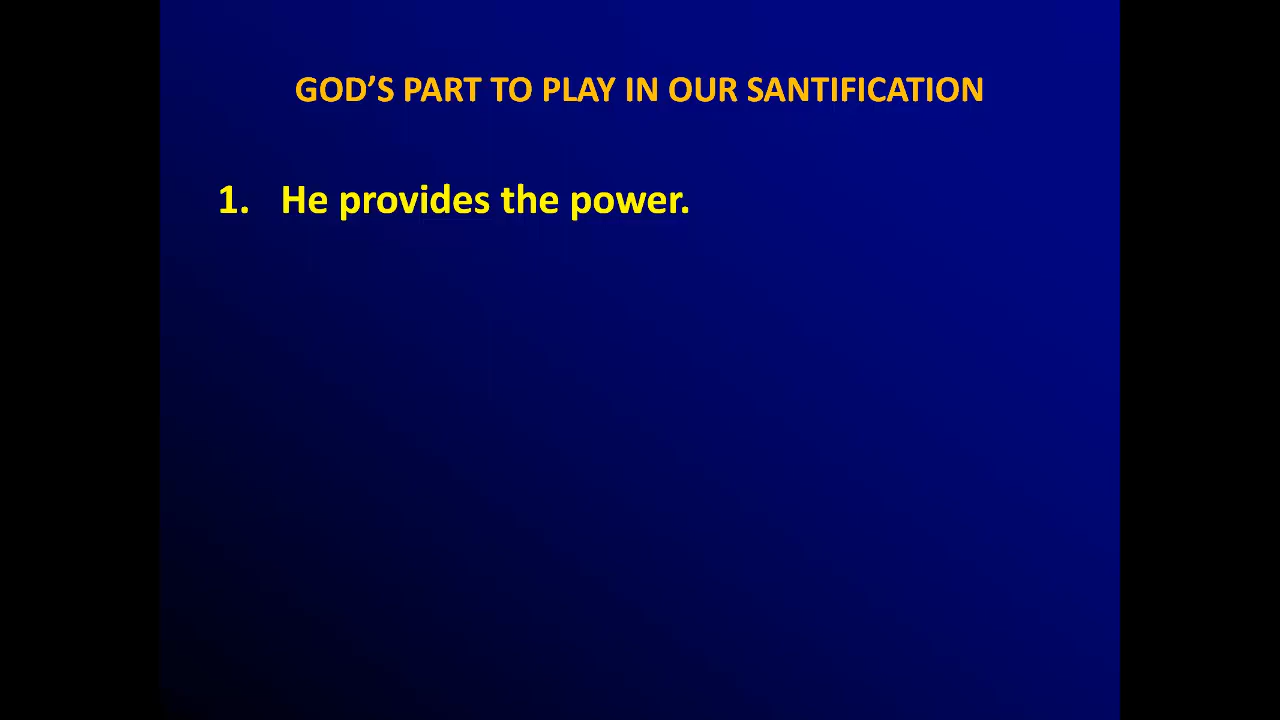 GOD’S PART TO PLAY IN OUR SANTIFICATION
1. He provides the power.